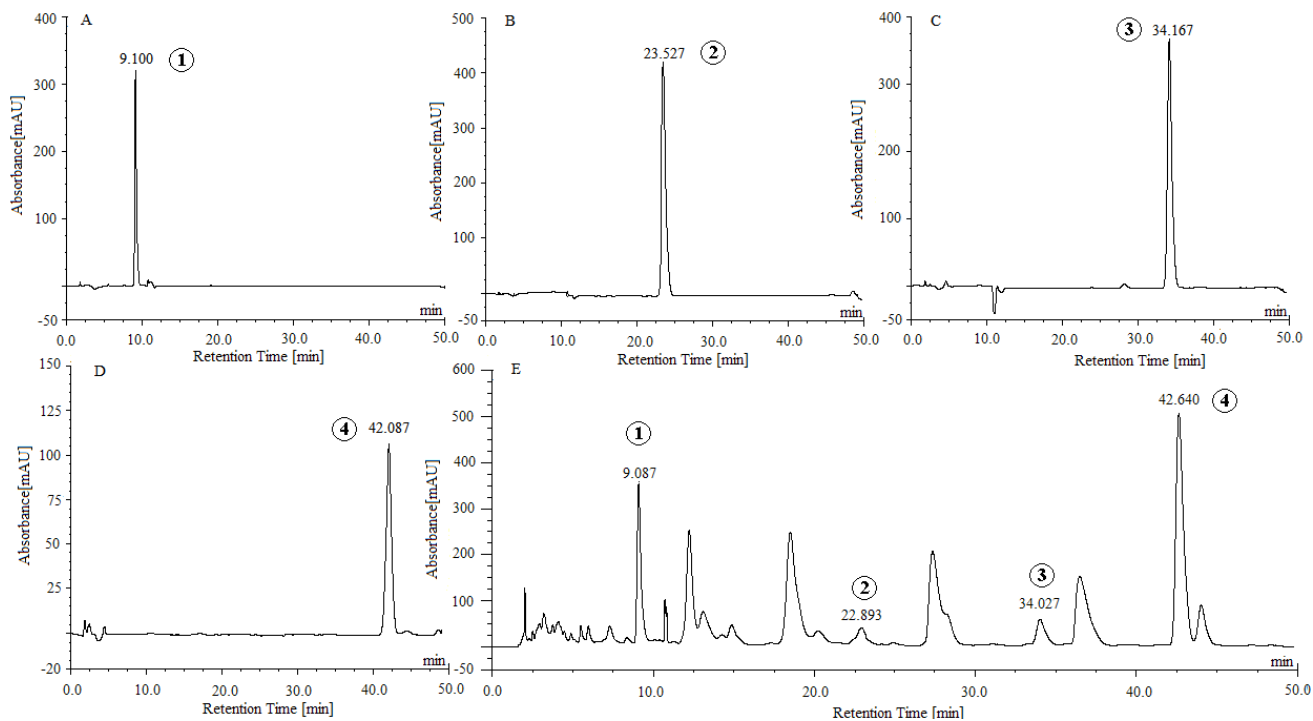 A
400
300
200
100
-50
Absorbance[mAU]
9.100 ①
min
0.0 10.0 20.0 30.0 40.0 50.0
Retention Time [min]
B
500
400
300
200
100
-50
Absorbance[mAU]
23.527 ②
min
0.0 10.0 20.0 30.0 40.0 50.0
Retention Time [min]
C
400
300
200
100
-50
Absorbance[mAU]
③ 34.167
min
0.0 10.0 20.0 30.0 40.0 50.0
Retention Time [min]
D
150
125
100
75
50
25
-20
Absorbance[mAU]
④ 42.087
min
0.0 10.0 20.0 30.0 40.0 50.0
Retention Time [min]
E
600
500
400
300
200
100
-50
Absorbance[mAU]
①
9.087
②
22.893
③
34.027
42.640 ④
min
0.0 10.0 20.0 30.0 40.0 50.0
Retention Time [min]